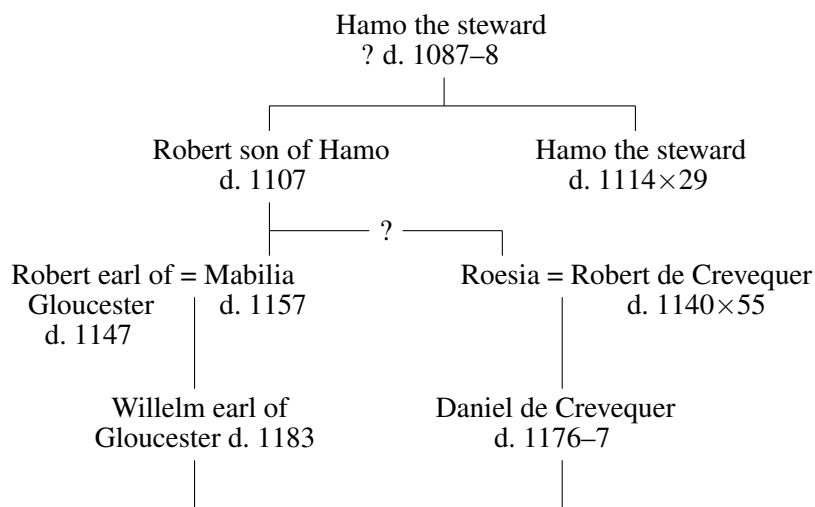 Hamo the steward
? d. 1087–8
Robert son of Hamo
d. 1107
Hamo the steward
d. 1114×29
?
Robert earl of = Mabilia
Gloucester d. 1157
d. 1147
Roesia = Robert de Crevequer
d. 1140×55
Willelm earl of
Gloucester d. 1183
Daniel de Crevequer
d. 1176–7